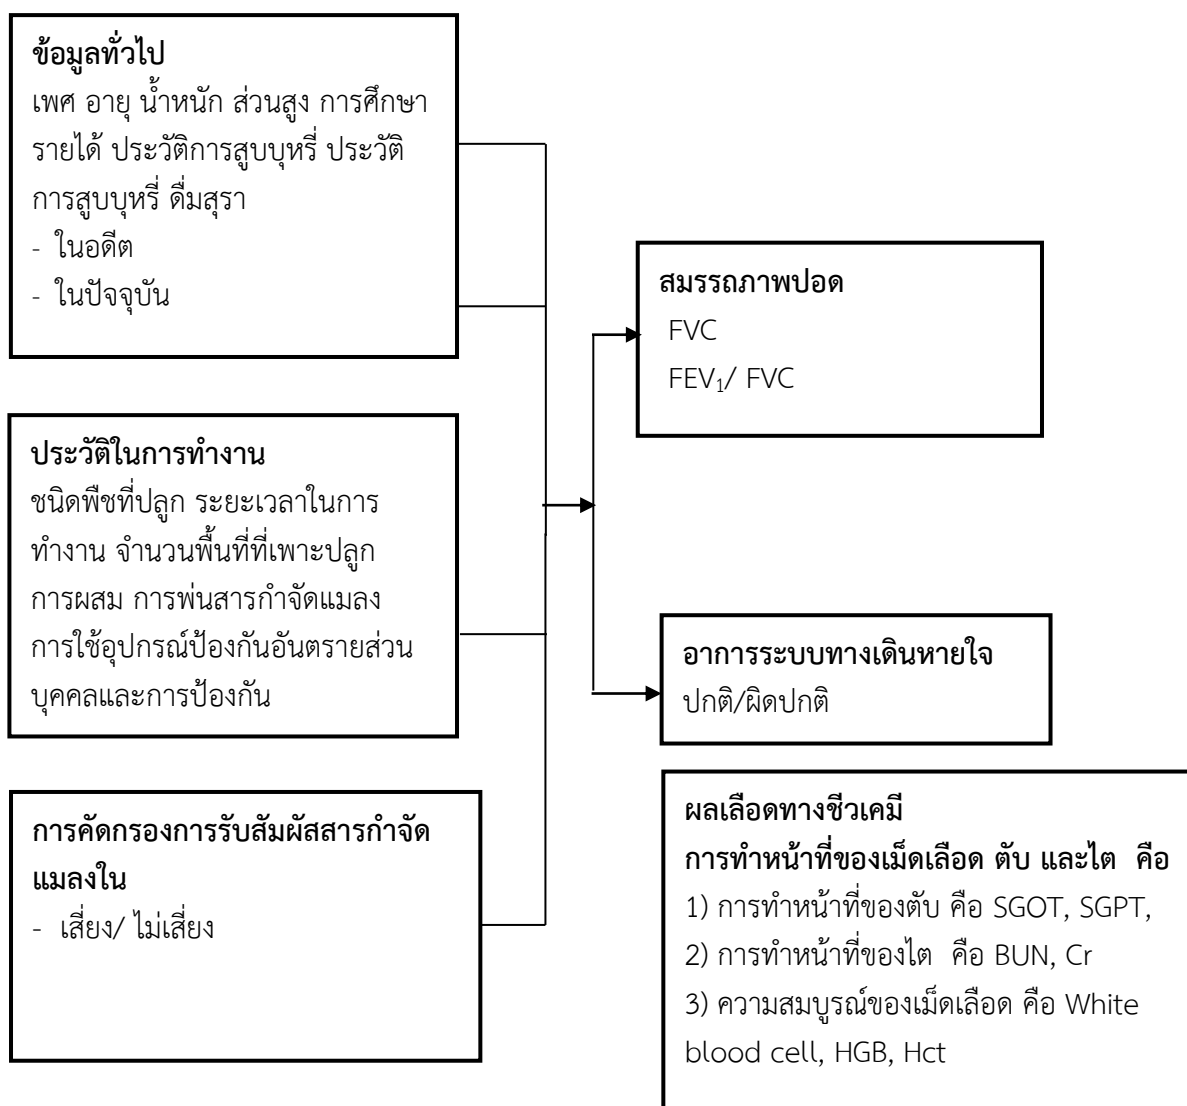 ข้อมูลทั่วไป
เพศ อายุ น้ำหนัก ส่วนสูง การศึกษา
รายได้ ประวัติการสูบบุหรี่ ประวัติ
การสูบบุหรี่ ดื่มสุรา
- ในอดีต
- ในปัจจุบัน
ประวัติในการทำงาน
ชนิดพืชที่ปลูก ระยะเวลาในการ
ทำงาน จำนวนพื้นที่ที่เพาะปลูก
การผสม การพ่นสารกำจัดแมลง
การใช้อุปกรณ์ป้องกันอันตรายส่วน
บุคคลและการป้องกัน
การคัดกรองการรับสัมผัสสารกำจัด
แมลงใน
- เสี่ยง/ ไม่เสี่ยง
สมรรถภาพปอด
FVC
FEV₁/ FVC
อาการระบบทางเดินหายใจ
ปกติ/ผิดปกติ
ผลเลือดทางชีวเคมี
การทำหน้าที่ของเม็ดเลือด ตับ และไต คือ
1) การทำหน้าที่ของตับ คือ SGOT, SGPT,
2) การทำหน้าที่ของไต คือ BUN, Cr
3) ความสมบูรณ์ของเม็ดเลือด คือ White
blood cell, HGB, Hct